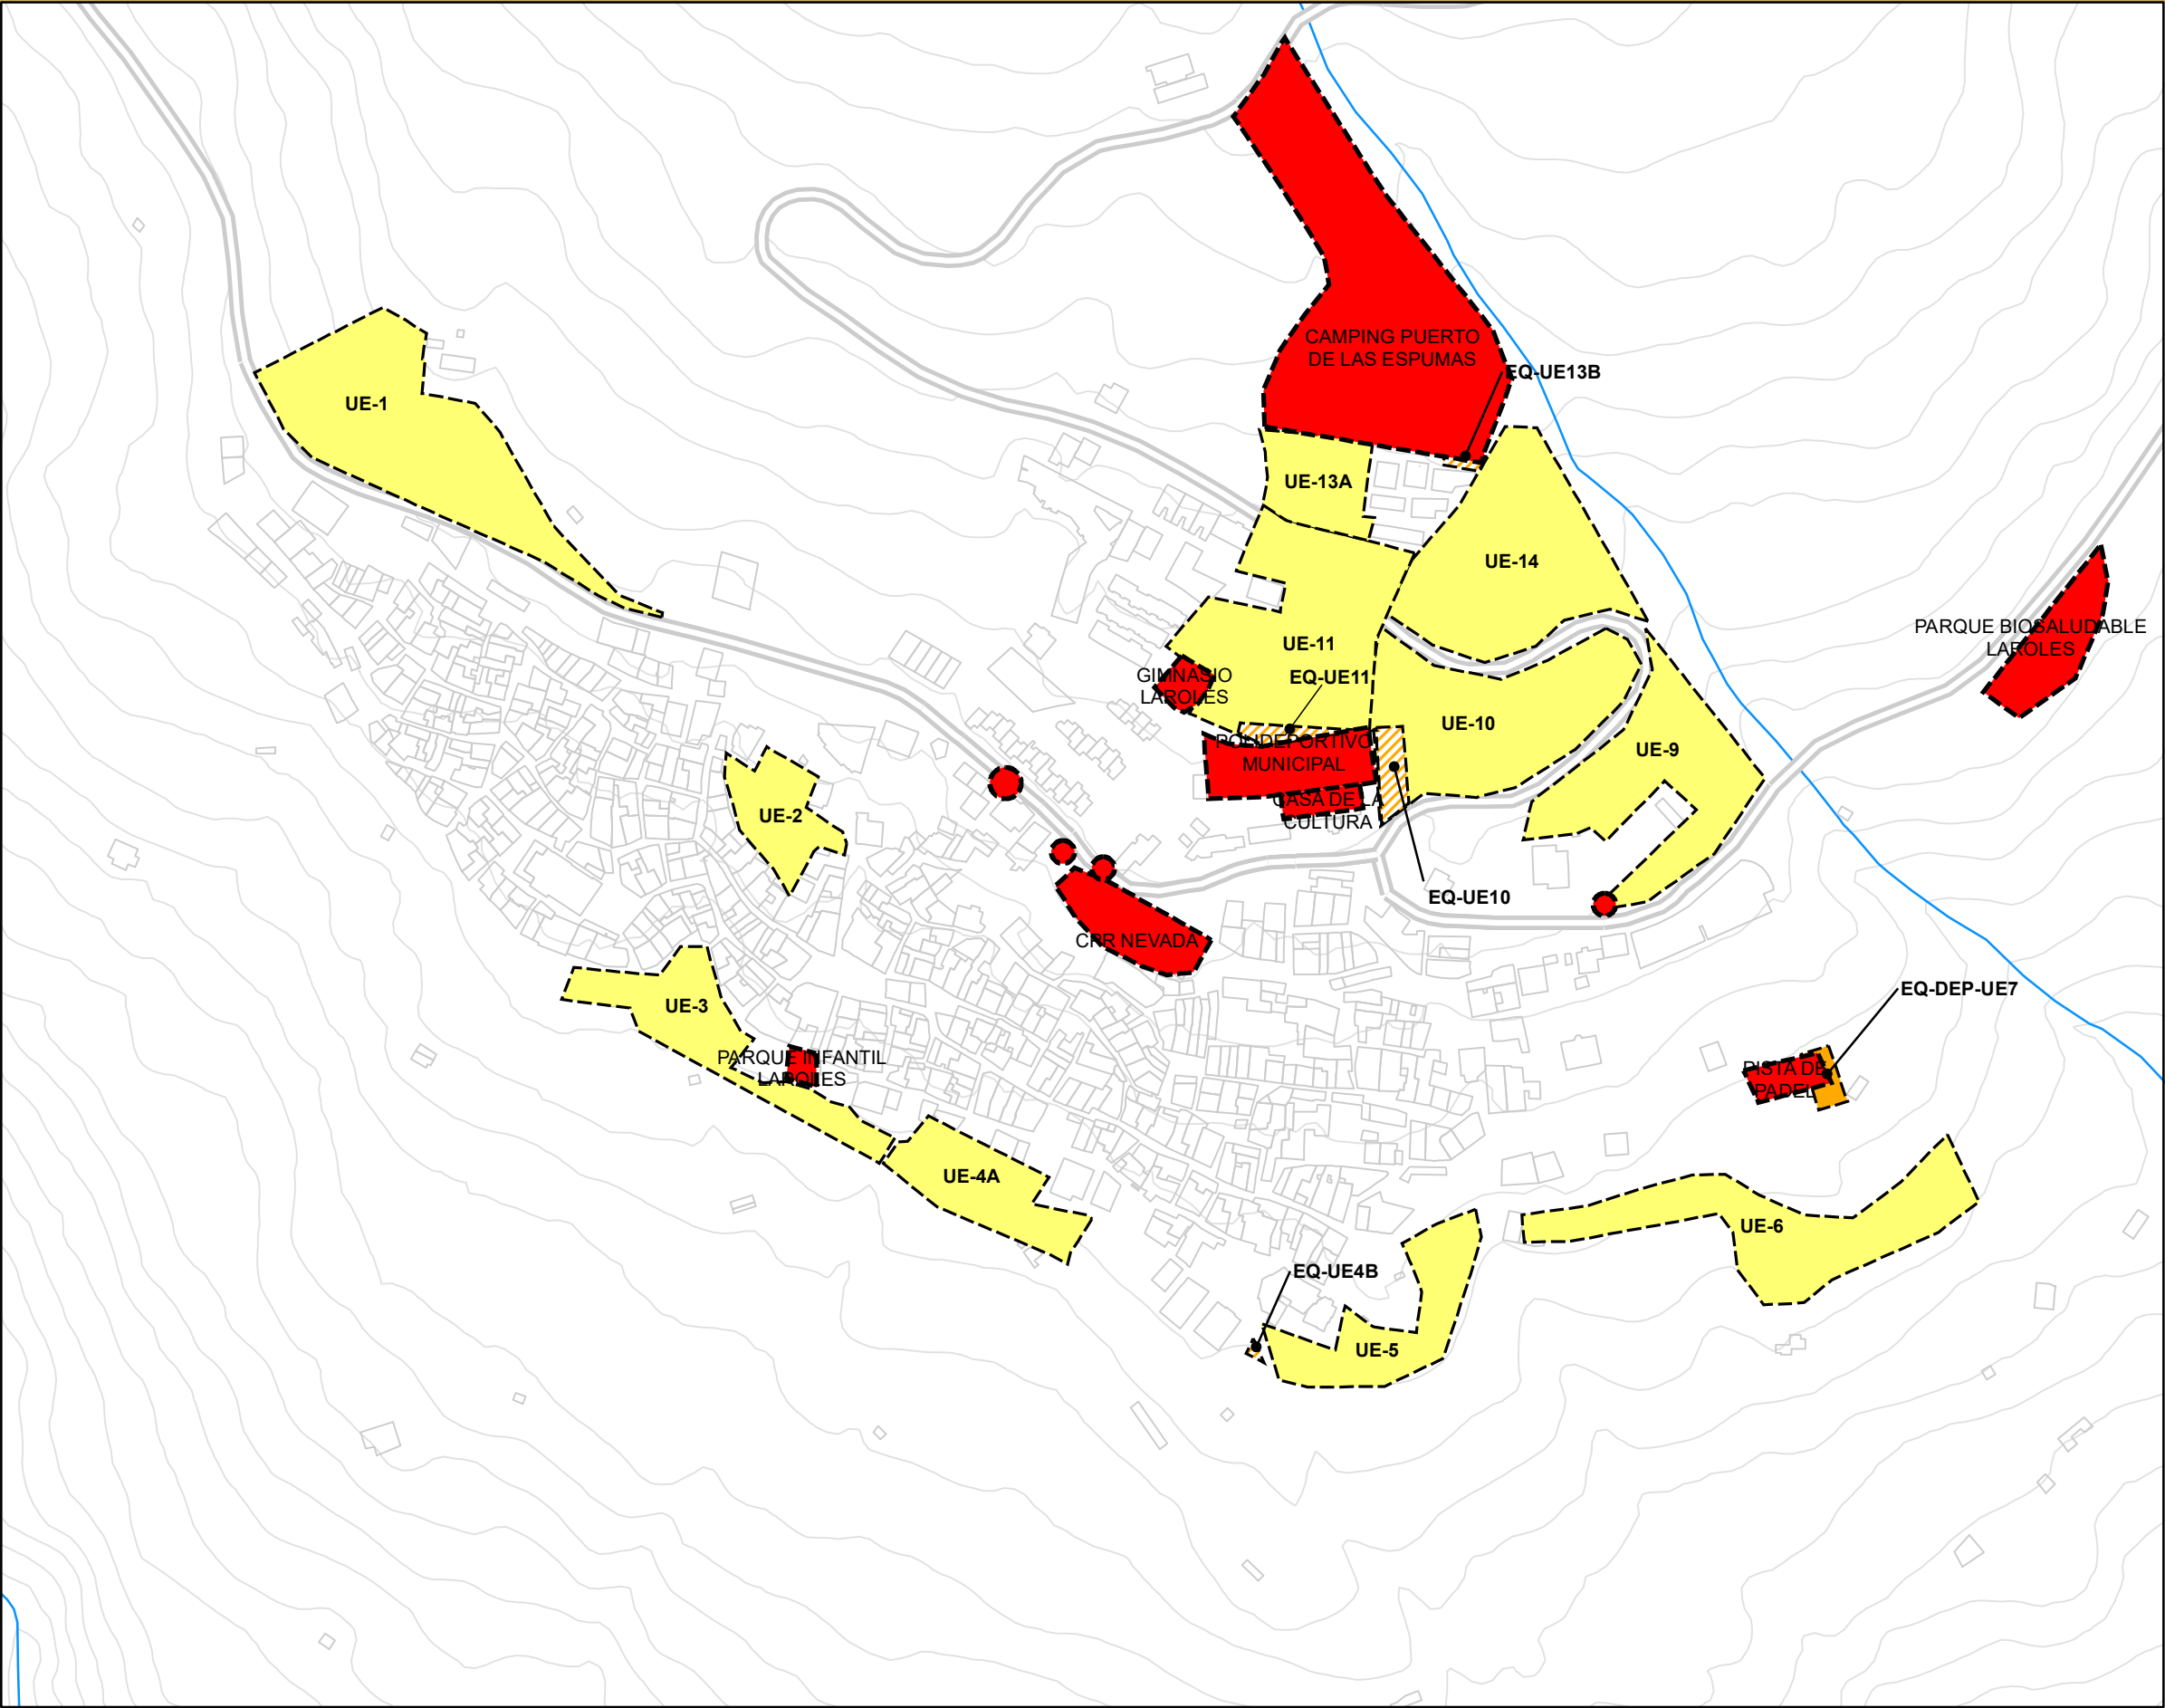 CAMPING PUERTO
DE LAS ESPUMAS
EQ-UE13B
UE-1
UE-13A
UE-14
PARQUE BIOSALUDABLE
LAROLES
UE-11
GIMNASIO
LAROLES
EQ-UE11
UE-10
POLIDEPORTIVO
MUNICIPAL
UE-9
CASA DE LA
CULTURA
UE-2
EQ-UE10
CPR NEVADA
EQ-DEP-UE7
UE-3
PARQUE INFANTIL
LAROLES
PISTA DE
PADEL
UE-4A
UE-6
EQ-UE4B
UE-5